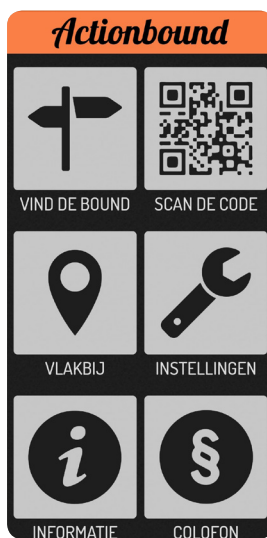 Actionbound
VIND DE BOUND
SCAN DE CODE
VLAKBIJ
INSTELLINGEN
i
INFORMATIE
§
COLOFON